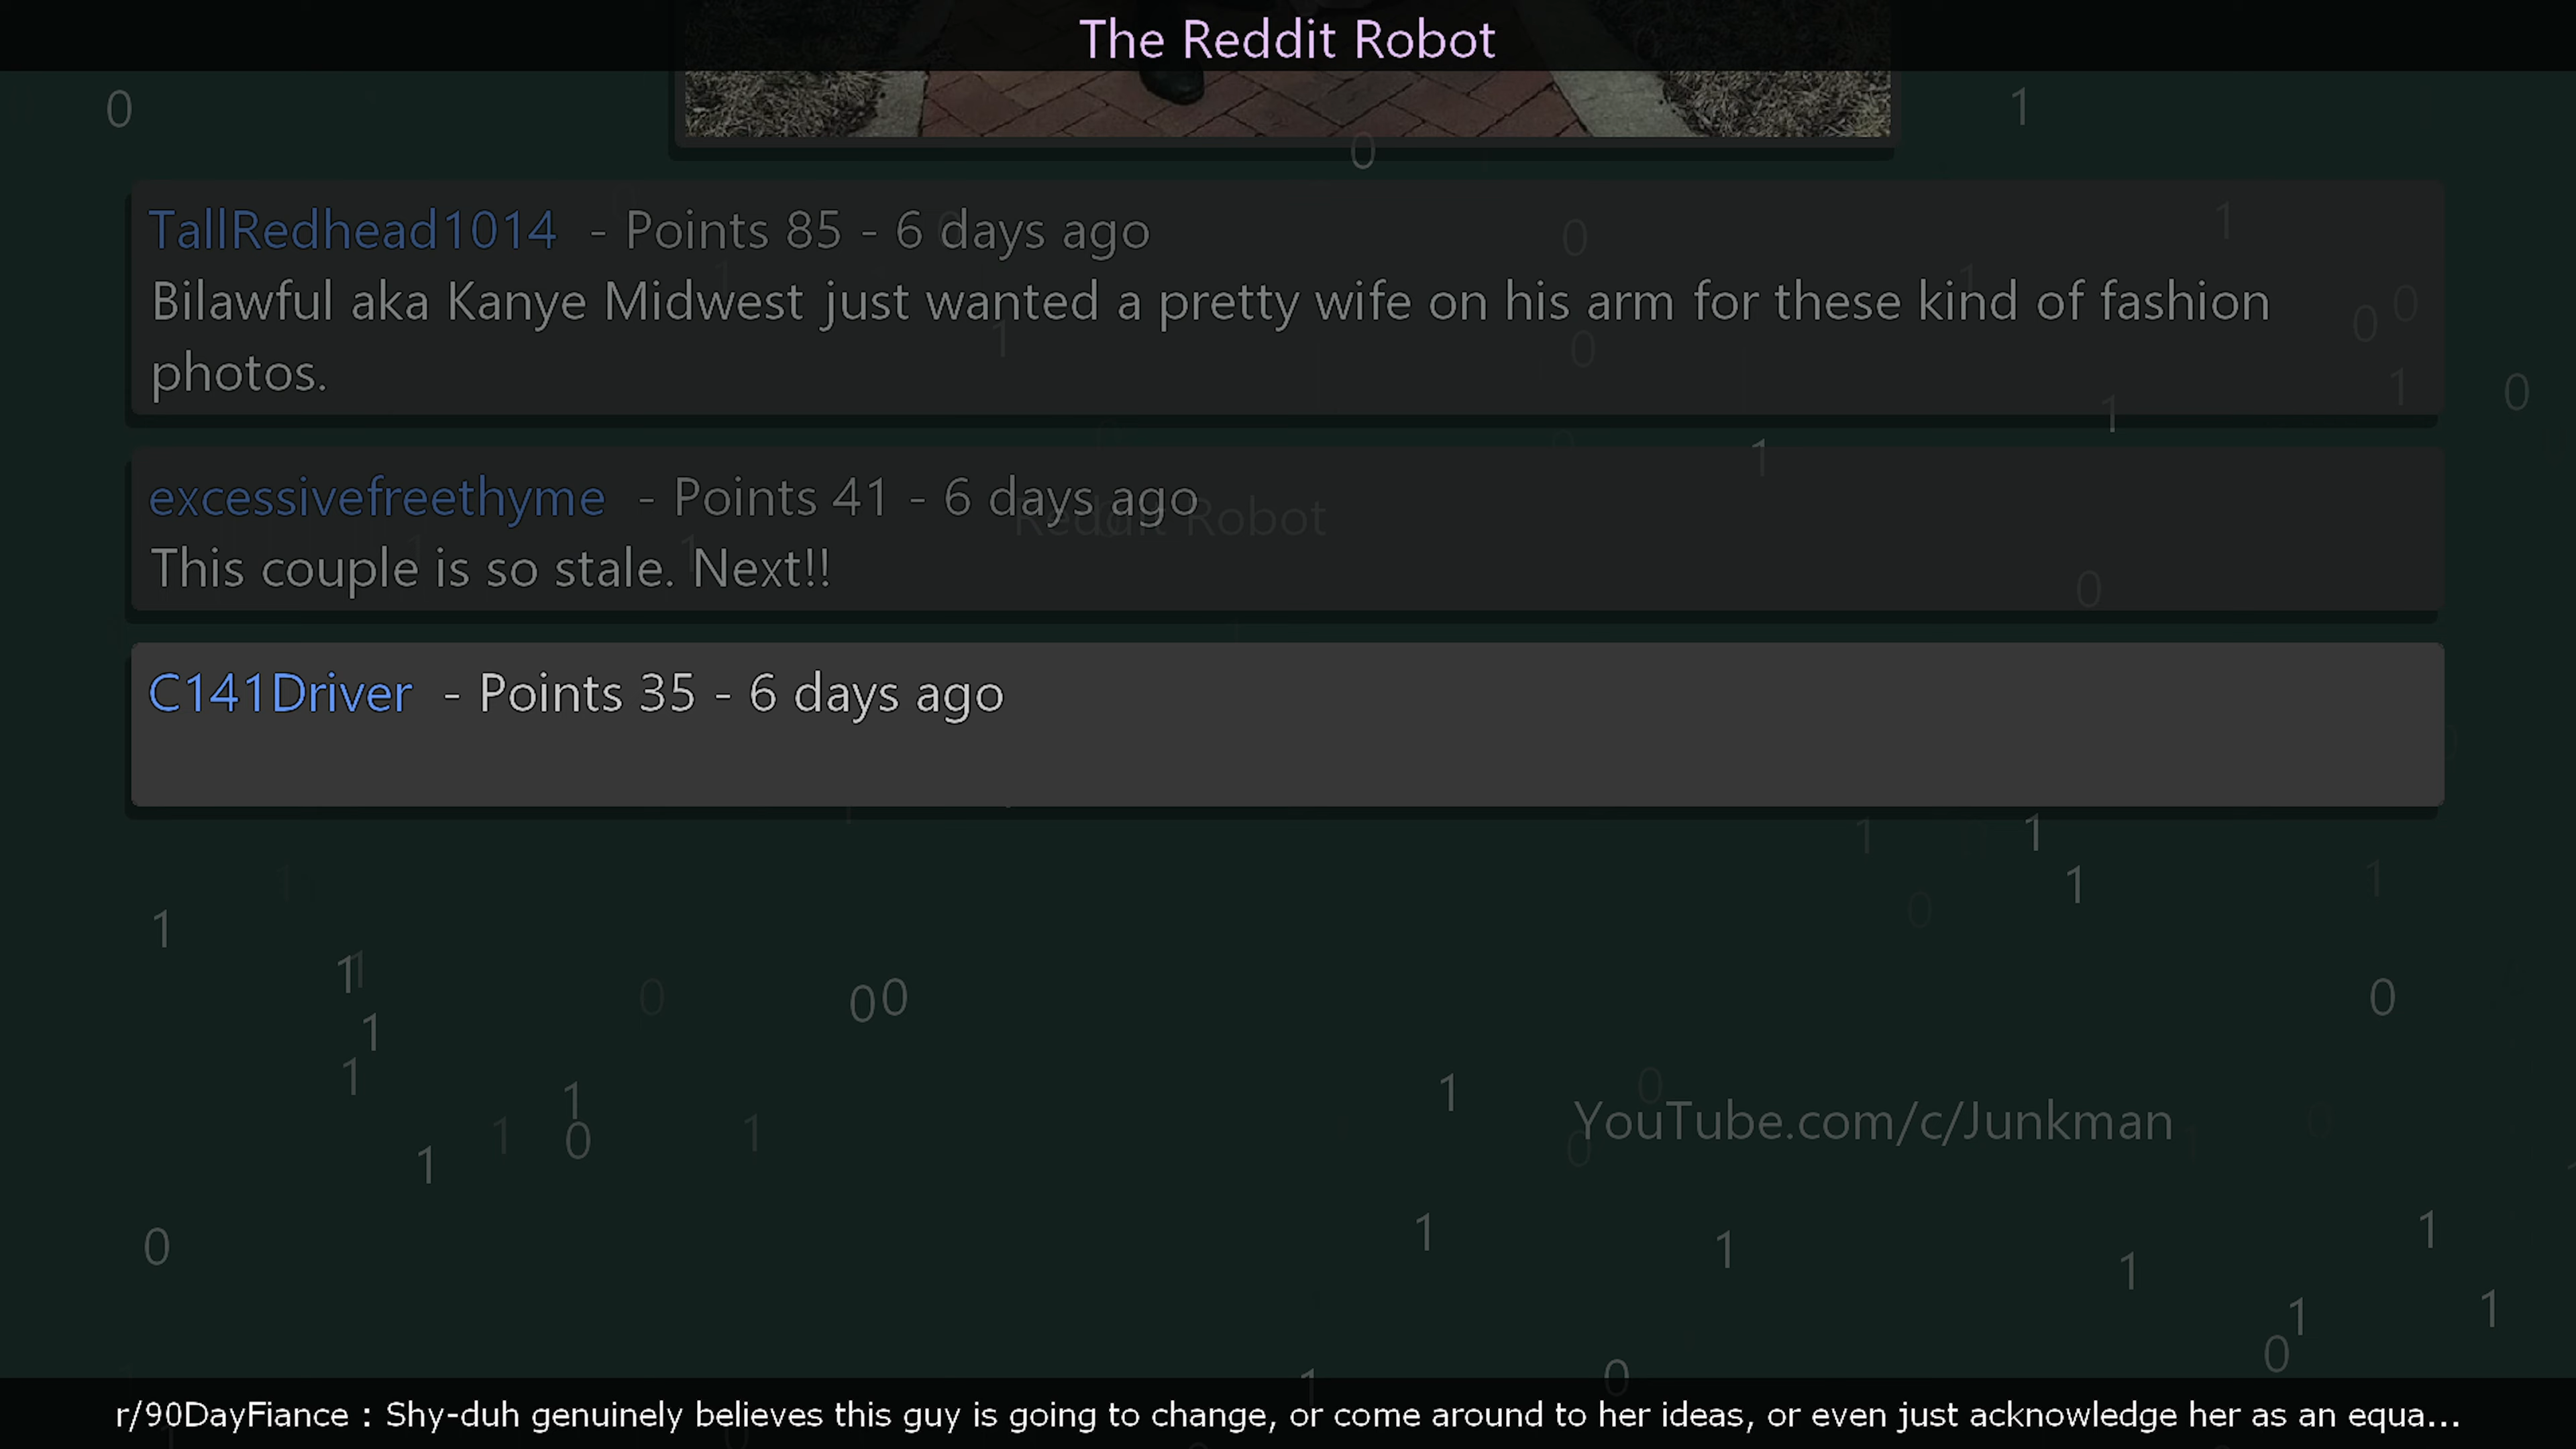 The Reddit Robot
TallRedhead1014 - Points 85 - 6 days ago
Bilawful aka Kanye Midwest just wanted a pretty wife on his arm for these kind of fashion
photos.
excessivefreethyme - Points 41 - 6 days ago
Reddit Robot
This couple is so stale. Next!!
C141Driver - Points 35 - 6 days ago
YouTube.com/c/Junkman
r/90DayFiance : Shy-duh genuinely believes this guy is going to change, or come around to her ideas, or even just acknowledge her as an equa...